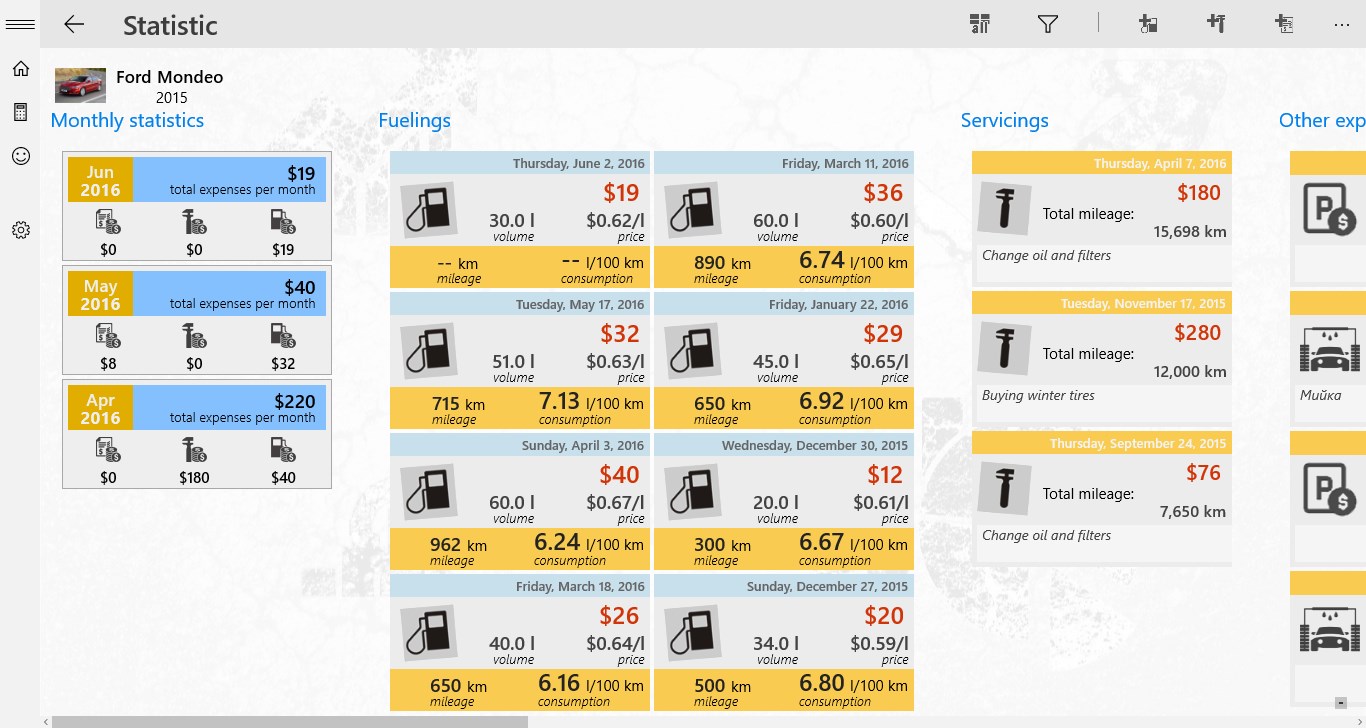 Statistic
Ford Mondeo
2015
Monthly statistics
Jun
2016
$19
total expenses per month
$0 $0 $19
May
2016
$40
total expenses per month
$8 $0 $32
Apr
2016
$220
total expenses per month
$0 $180 $40
Fuelings
Thursday, June 2, 2016
$19
30.0 l $0.62/l
volume price
-- km -- l/100 km
mileage consumption
Tuesday, May 17, 2016
$32
51.0 l $0.63/l
volume price
715 km 7.13 l/100 km
mileage consumption
Sunday, April 3, 2016
$40
60.0 l $0.67/l
volume price
962 km 6.24 l/100 km
mileage consumption
Friday, March 18, 2016
$26
40.0 l $0.64/l
volume price
650 km 6.16 l/100 km
mileage consumption
Friday, March 11, 2016
$36
60.0 l $0.60/l
volume price
890 km 6.74 l/100 km
mileage consumption
Friday, January 22, 2016
$29
45.0 l $0.65/l
volume price
650 km 6.92 l/100 km
mileage consumption
Wednesday, December 30, 2015
$12
20.0 l $0.61/l
volume price
300 km 6.67 l/100 km
mileage consumption
Sunday, December 27, 2015
$20
34.0 l $0.59/l
volume price
500 km 6.80 l/100 km
mileage consumption
Servicings
Thursday, April 7, 2016
$180
Total mileage:
15,698 km
Change oil and filters
Tuesday, November 17, 2015
$280
Total mileage:
12,000 km
Buying winter tires
Thursday, September 24, 2015
$76
Total mileage:
7,650 km
Change oil and filters
Other exp
P $
Мийка
P $